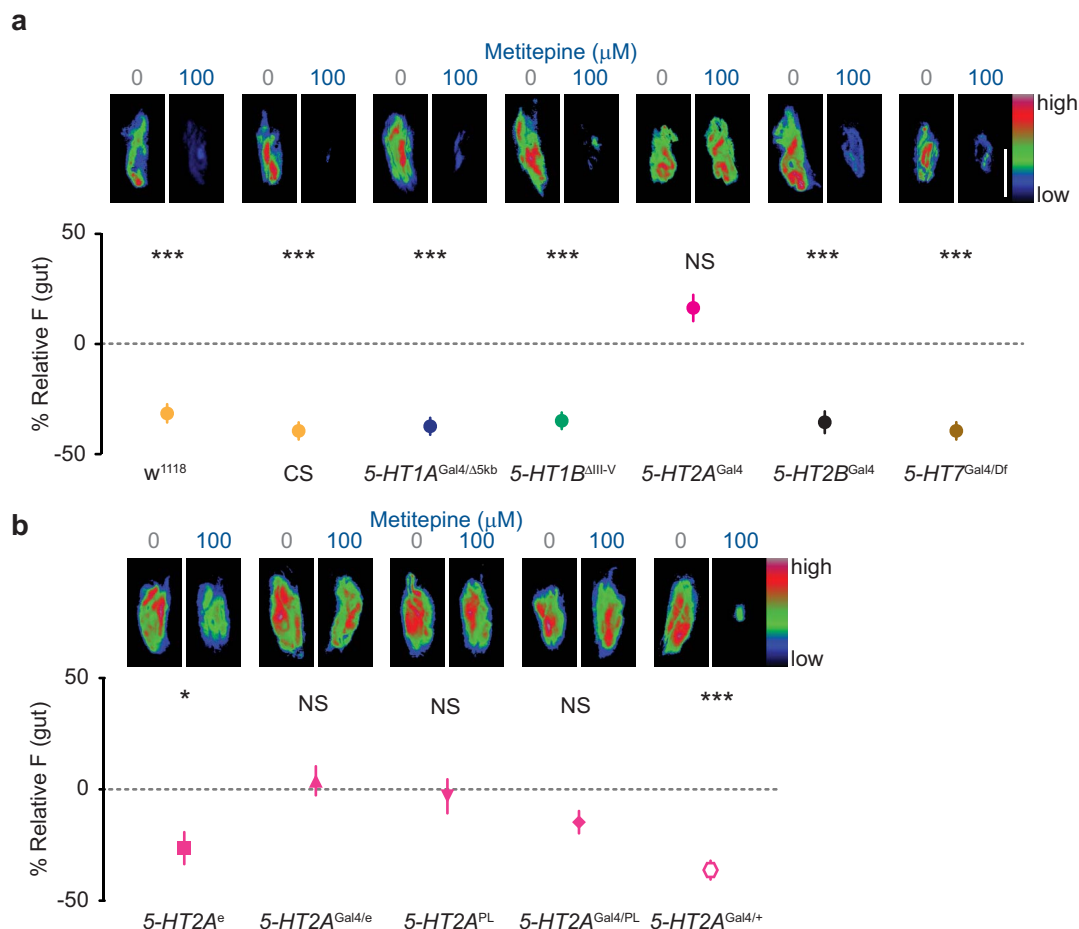 a
Metitepine (μM)
0 100 0 100 0 100 0 100 0 100 0 100 0 100
high
low
50
*** *** *** *** NS *** ***
0
% Relative F (gut)
-50
w1118 CS 5-HT1AGal4/Δ5kb 5-HT1BΔIII-V 5-HT2AGal4 5-HT2BGal4 5-HT7Gal4/Df
b
Metitepine (μM)
0 100 0 100 0 100 0 100 0 100
high
low
50
* NS NS NS ***
0
% Relative F (gut)
-50
5-HT2Ae 5-HT2AGal4/e 5-HT2APL 5-HT2AGal4/PL 5-HT2AGal4/+